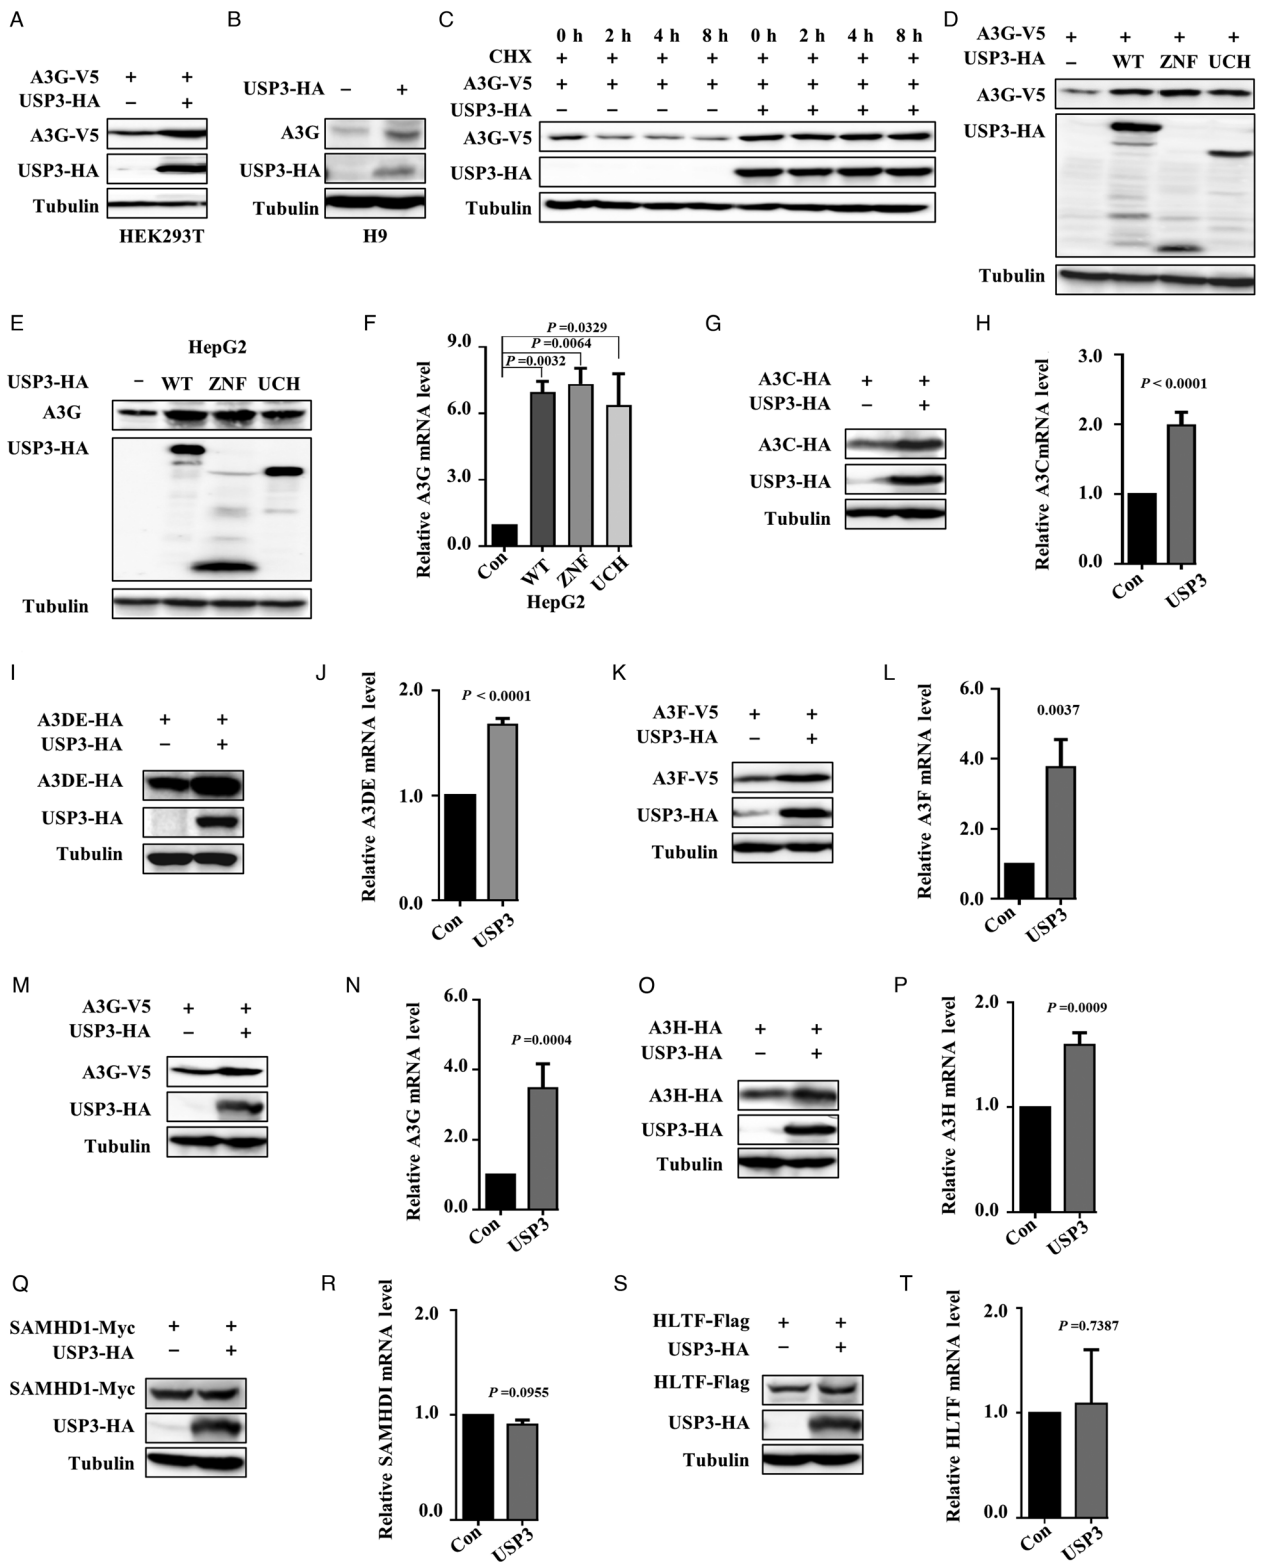 A
A3G-V5 + +
USP3-HA – +
A3G-V5
USP3-HA
Tubulin
HEK293T
B
USP3-HA – +
A3G
USP3-HA
Tubulin
H9
C
0 h 2 h 4 h 8 h 0 h 2 h 4 h 8 h
CHX + + + + + + + +
A3G-V5 + + + + + + + +
USP3-HA – – – – + + + +
A3G-V5
USP3-HA
Tubulin
D
A3G-V5 + + + +
USP3-HA – WT ZNF UCH
A3G-V5
USP3-HA
Tubulin
E
HepG2
USP3-HA – WT ZNF UCH
A3G
USP3-HA
Tubulin
F
Relative A3G mRNA level
9.0
6.0
3.0
0.0
P =0.0329
P =0.0064
P =0.0032
Con WT ZNF UCH
HepG2
G
A3C-HA + +
USP3-HA – +
A3C-HA
USP3-HA
Tubulin
H
Relative A3CmRNA level
3.0
2.0
1.0
0.0
P < 0.0001
Con USP3
I
A3DE-HA + +
USP3-HA – +
A3DE-HA
USP3-HA
Tubulin
J
Relative A3DE mRNA level
2.0
1.0
0.0
P < 0.0001
Con USP3
K
A3F-V5 + +
USP3-HA – +
A3F-V5
USP3-HA
Tubulin
L
Relative A3F mRNA level
6.0
4.0
2.0
0.0
0.0037
Con USP3
M
A3G-V5 + +
USP3-HA – +
A3G-V5
USP3-HA
Tubulin
N
Relative A3G mRNA level
6.0
4.0
2.0
0.0
P =0.0004
Con USP3
O
A3H-HA + +
USP3-HA – +
A3H-HA
USP3-HA
Tubulin
P
Relative A3H mRNA level
2.0
1.0
0.0
P =0.0009
Con USP3
Q
SAMHD1-Myc + +
USP3-HA – +
SAMHD1-Myc
USP3-HA
Tubulin
R
Relative SAMHDI mRNA level
2.0
1.0
0.0
P =0.0955
Con USP3
S
HLTF-Flag + +
USP3-HA – +
HLTF-Flag
USP3-HA
Tubulin
T
Relative HLTF mRNA level
2.0
1.0
0.0
P =0.7387
Con USP3